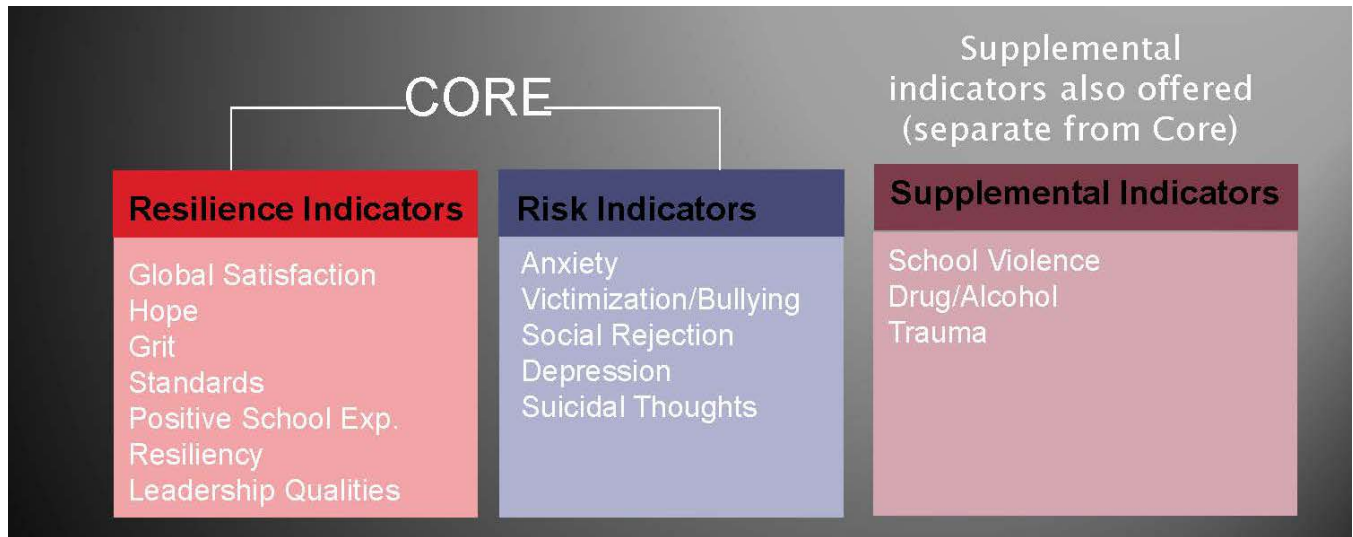 CORE
Resilience Indicators
Global Satisfaction
Hope
Grit
Standards
Positive School Exp.
Resiliency
Leadership Qualities
Risk Indicators
Anxiety
Victimization/Bullying
Social Rejection
Depression
Suicidal Thoughts
Supplemental
indicators also offered
(separate from Core)
Supplemental Indicators
School Violence
Drug/Alcohol
Trauma